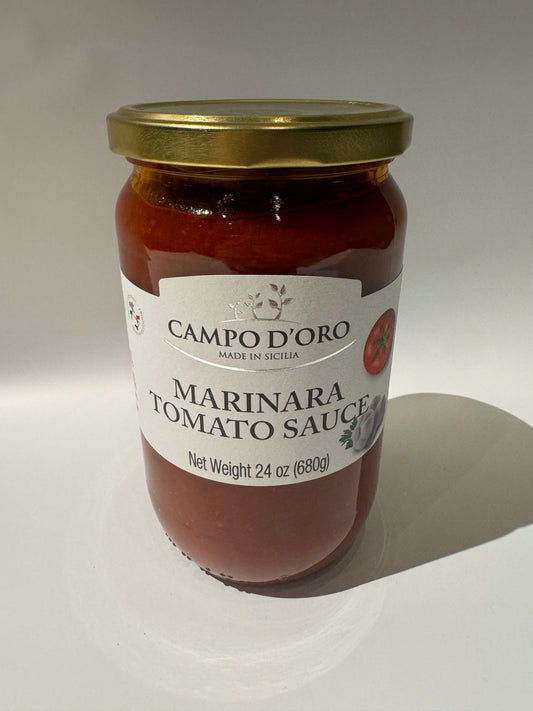 CAMPO D'ORO
MADE IN SICILIA
MARINARA
TOMATO SAUCE
Net Weight 24 oz (680g)